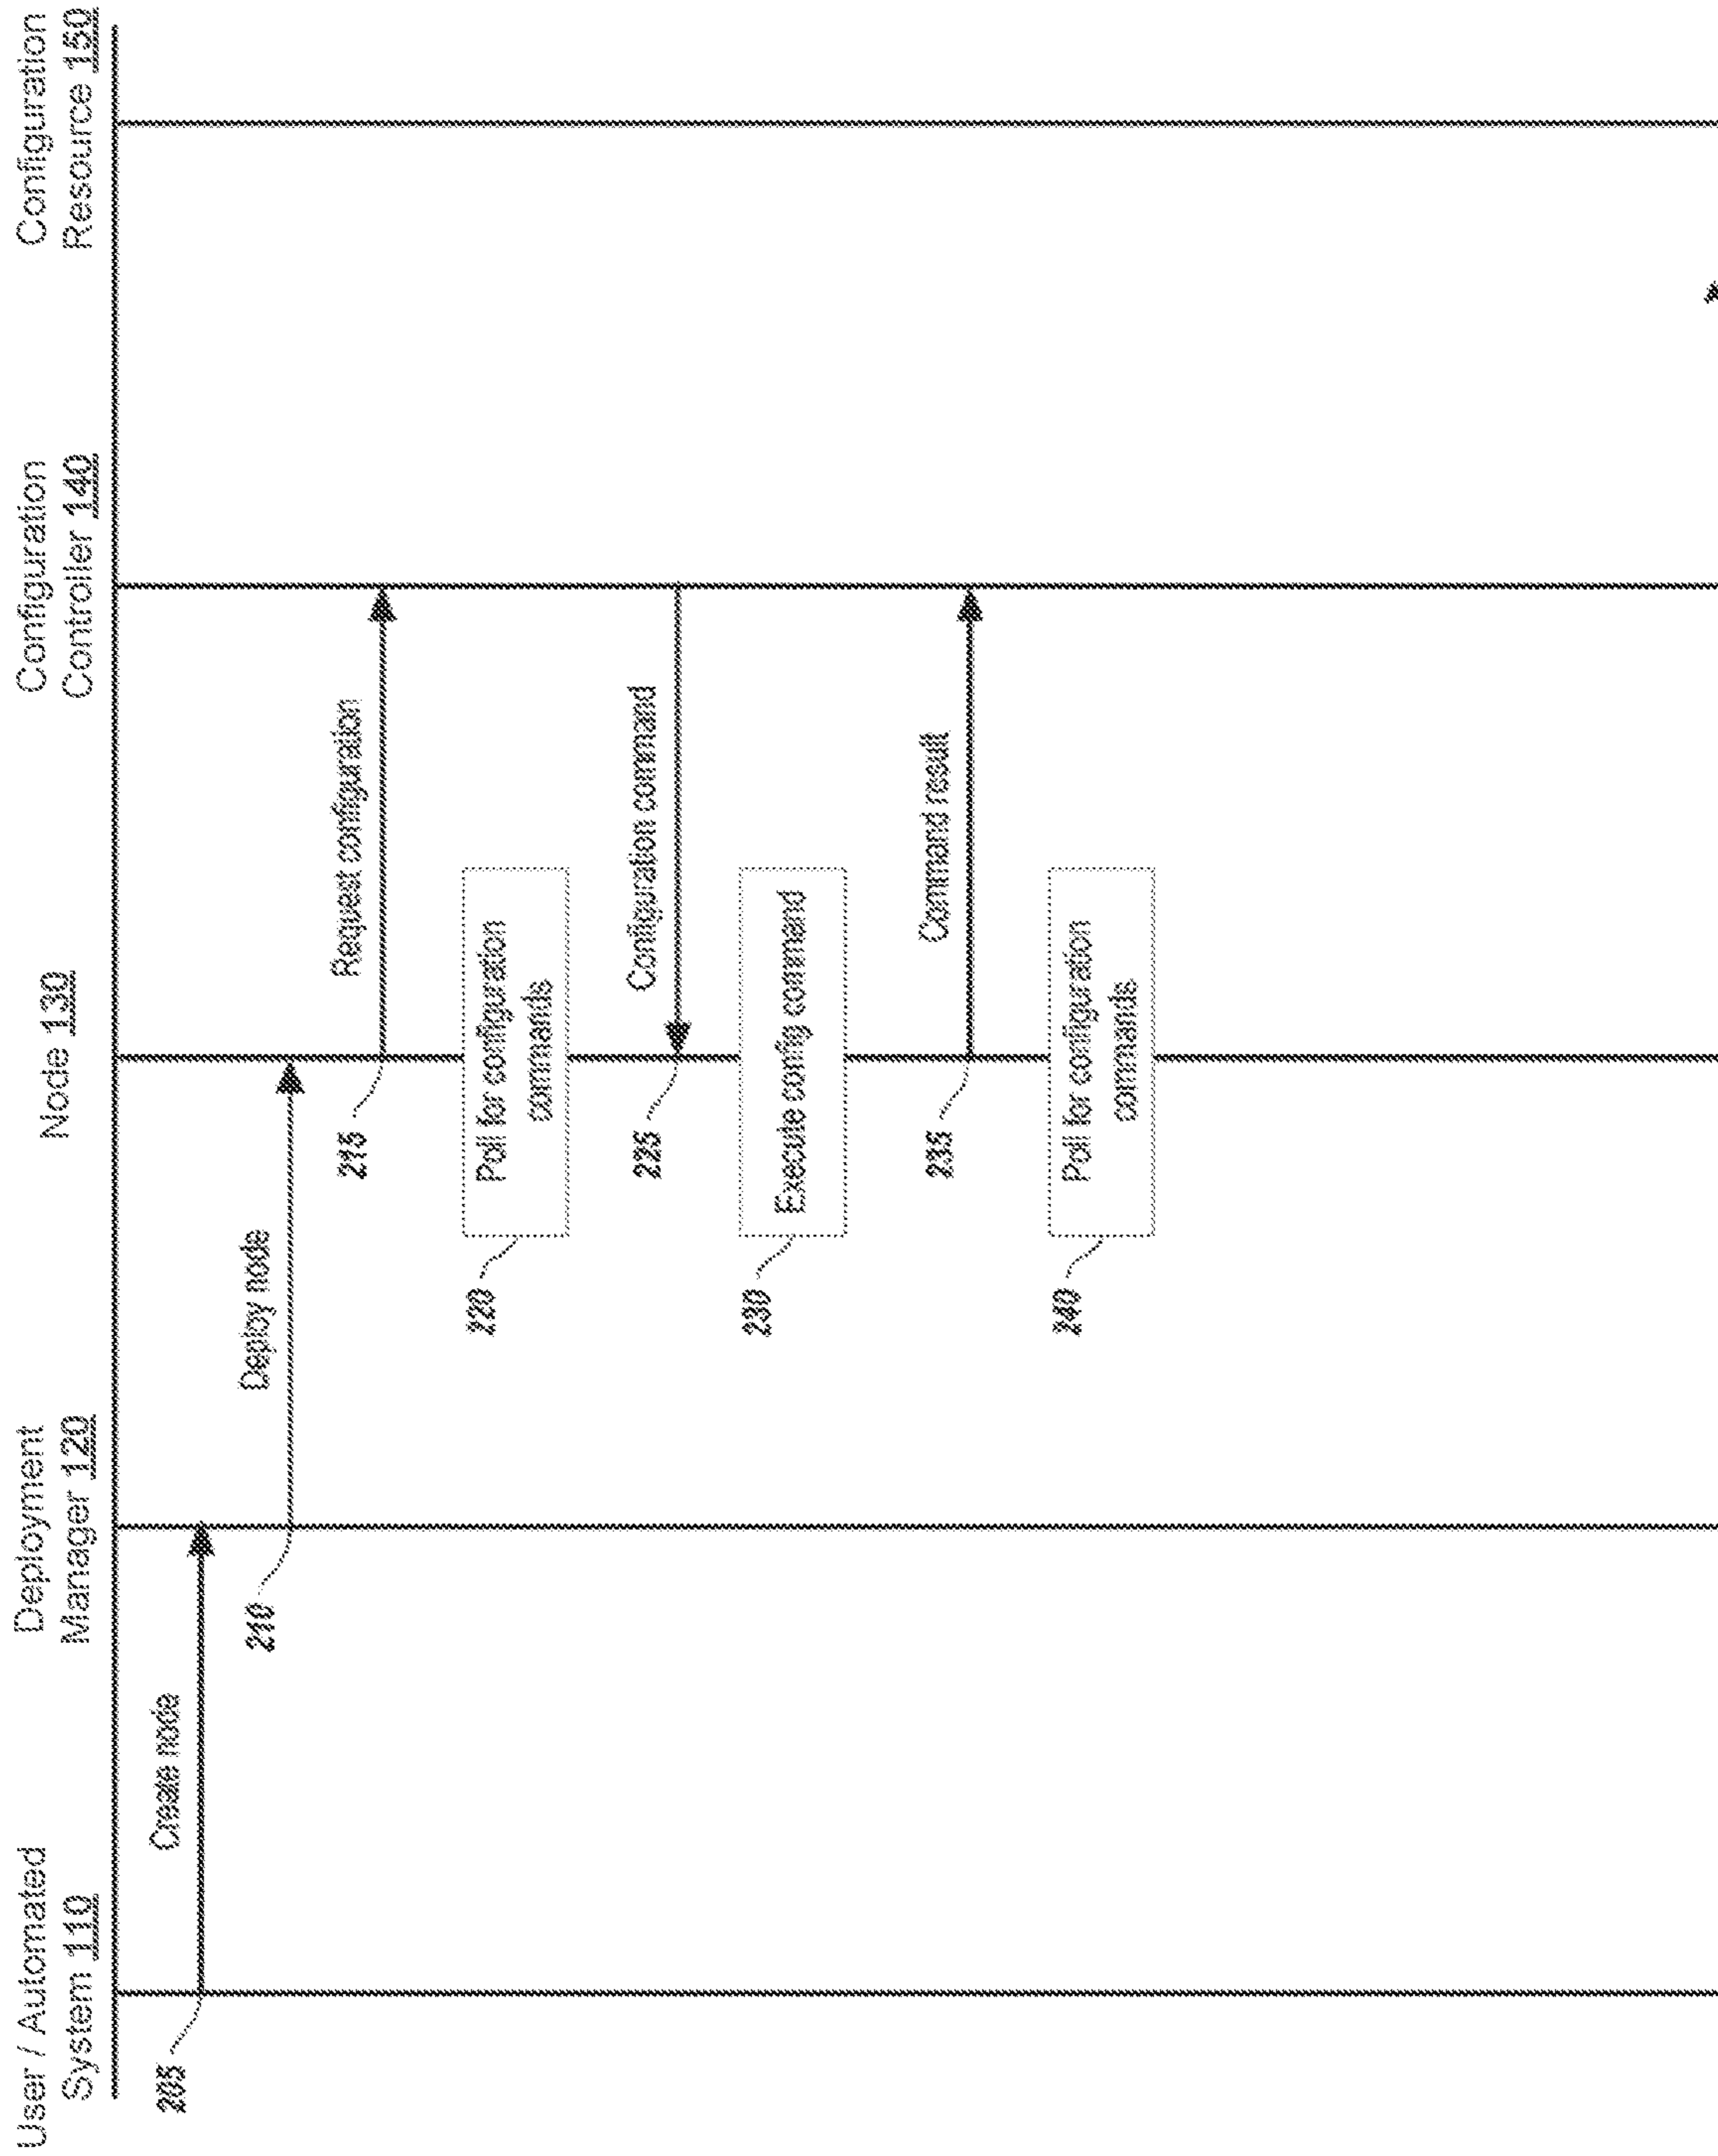 User / Automated
System 110
Deployment
Manager 120
Node 130
Configuration
Controller 140
Configuration
Resource 150
205
Create node
210
Deploy node
215
Request configuration
220
Poll for configuration
commands
225
Configuration command
230
Execute config command
235
Command result
240
Poll for configuration
commands